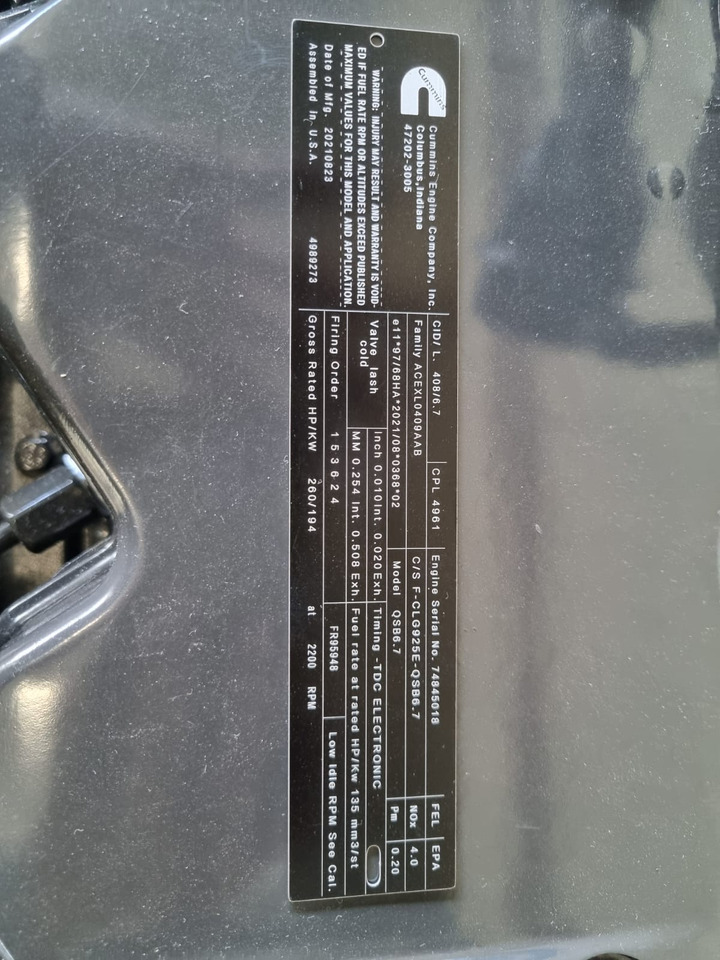 Cummins
Cummins Engine Company, Inc.
Columbus, Indiana
47202-3005
WARNING: INJURY MAY RESULT AND WARRANTY IS VOID-
ED IF FUEL RATE RPM OR ALTITUDES EXCEED PUBLISHED
MAXIMUM VALUES FOR THIS MODEL AND APPLICATION.
Date of Mfg. 20210823
Assembled in U.S.A. 4989273
CID/ L. 408/6.7 CPL 4961 Engine Serial No. 74845018 FEL EPA
Family ACEXL0409AAB C/S F-CLG925E-QSB6.7 NOx 4.0
e11*97/68HA*2021/08*0368*02 Model QSB6.7 Pm 0.20
Valve lash cold Inch 0.010Int. 0.020Exh. Timing -TDC ELECTRONIC
MM 0.254 Int. 0.508 Exh. Fuel rate at rated HP/Kw 135 mm3/st
Firing Order 1 5 3 6 2 4 FR95948 Low Idle RPM See Cal.
Gross Rated HP/KW 260/194 at 2200 RPM